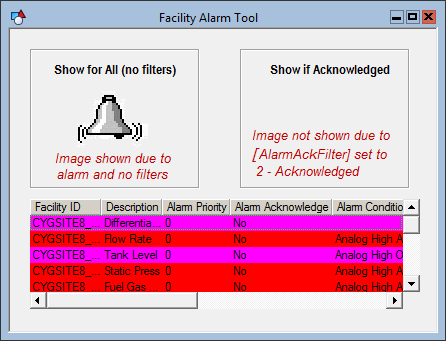 Facility Alarm Tool
Show for All (no filters)
Image shown due to
alarm and no filters
Show if Acknowledged
Image not shown due to
[AlarmAckFilter] set to
2 - Acknowledged
Facility ID Description Alarm Priority Alarm Acknowledge Alarm Conditio
CYGSITE8_... Differentia... 0 No
CYGSITE8_... Flow Rate 0 No Analog High A
CYGSITE8_... Tank Level 0 No Analog High O
CYGSITE8_... Static Press 0 No Analog High A
CYGSITE8_... Fuel Gas ... 0 No Analog High A